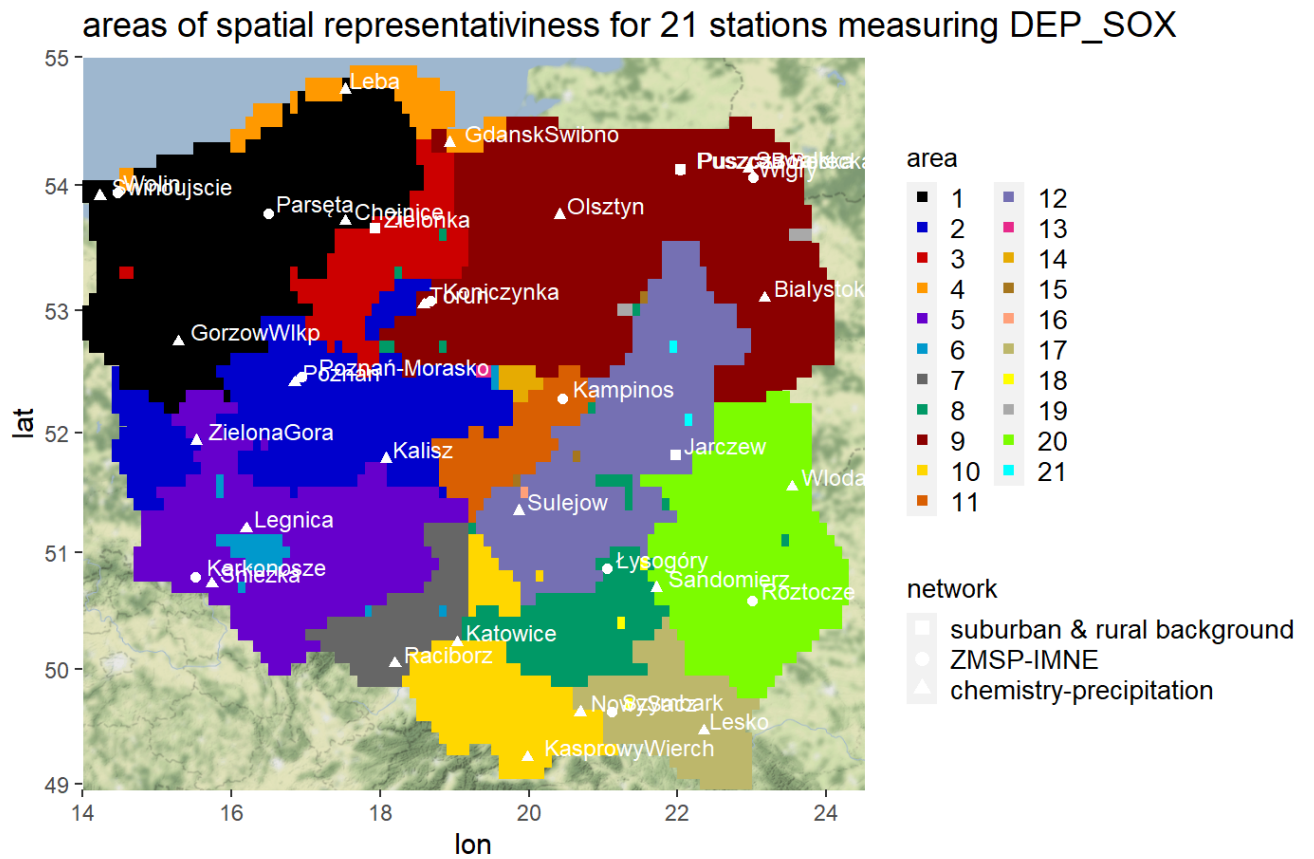 areas of spatial representativiness for 21 stations measuring DEP_SOX
55
54
53
52
51
50
49
lat
14
16
18
20
22
24
lon
Leba
GdanskSwibno
Wigry
Wolin
Swinoujscie
Parsęta
Chojnice
Zielonka
Olsztyn
Koniczynka
Torun
Bialystok
GorzowWlkp
Poznań-Morasko
Poznan
Kampinos
ZielonaGora
Kalisz
Jarczew
Wloda
Sulejow
Legnica
Karkonosze
Sniezka
Łysogóry
Sandomierz
Roztocze
Katowice
Raciborz
NowySacz
Szymbark
Lesko
KasprowyWierch
area
1
2
3
4
5
6
7
8
9
10
11
12
13
14
15
16
17
18
19
20
21
network
suburban & rural background
ZMSP-IMNE
chemistry-precipitation